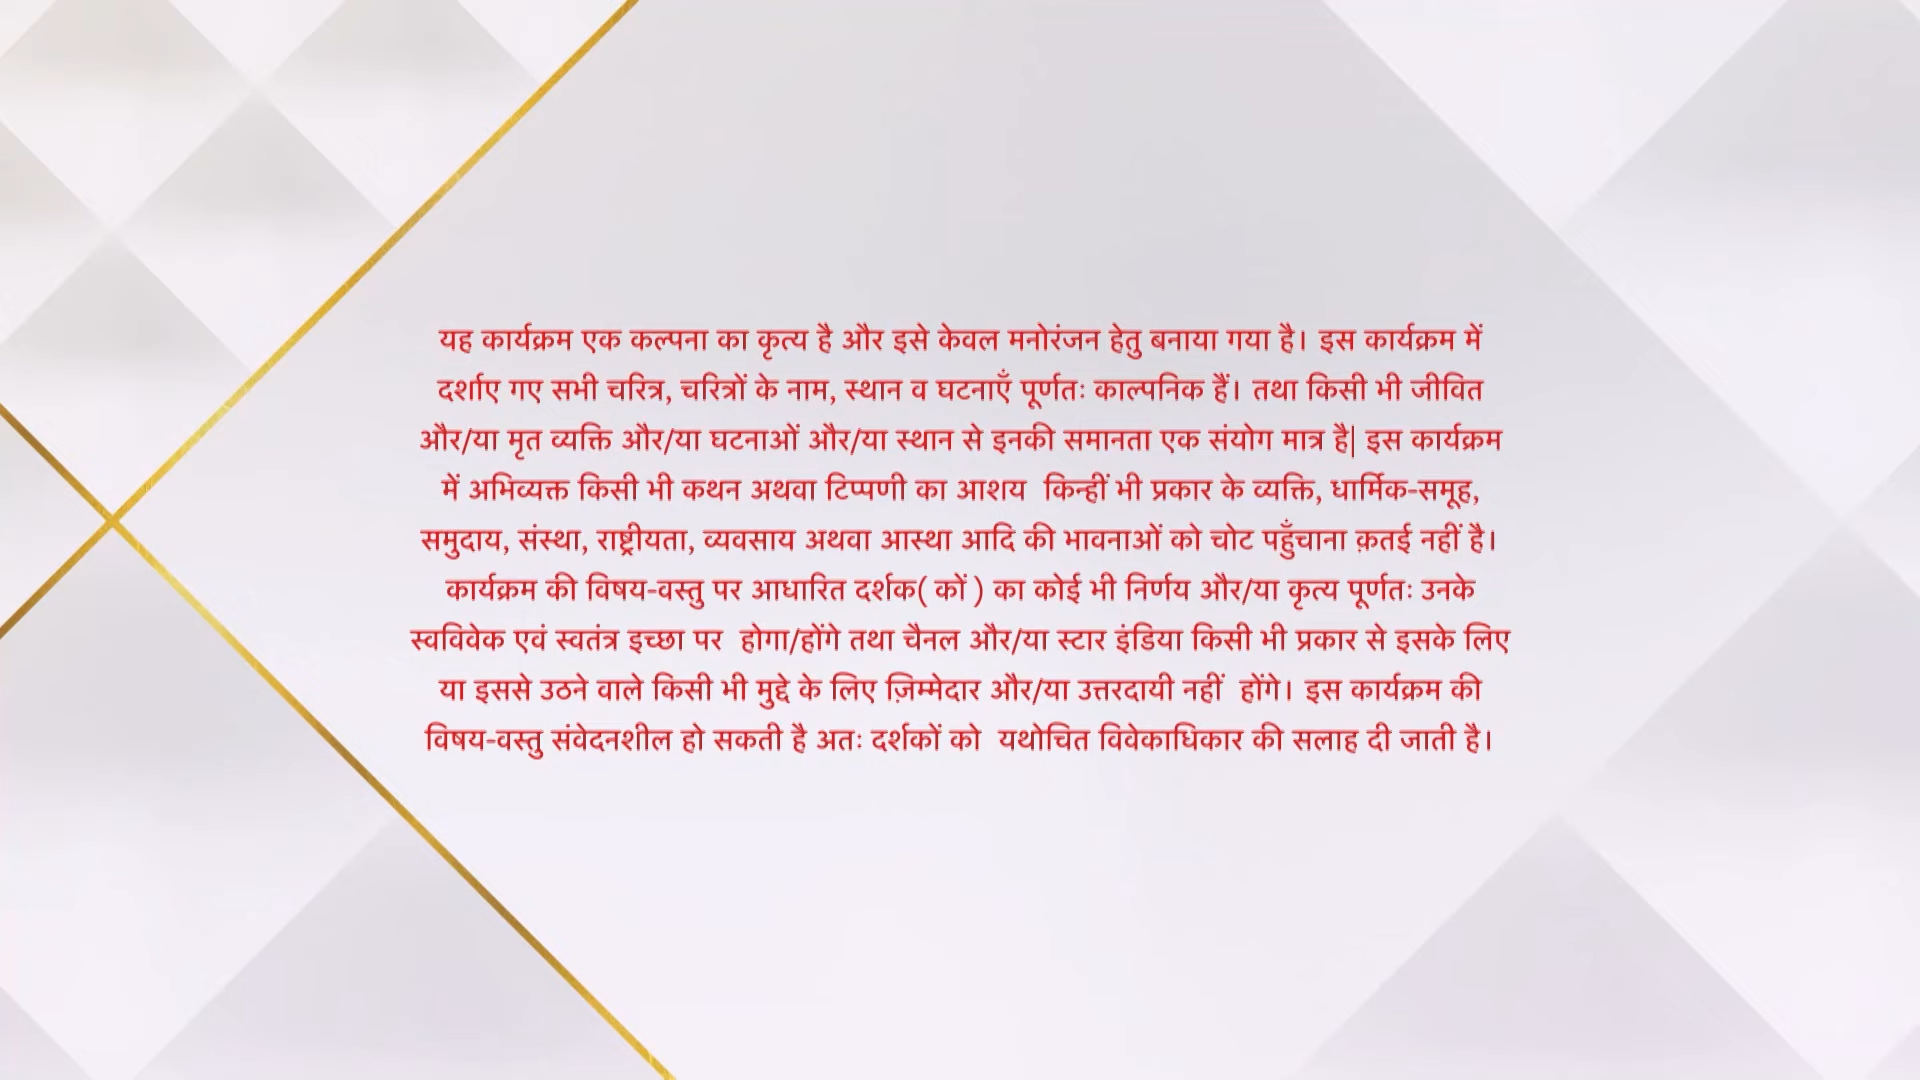 यह कार्यक्रम एक कल्पना का कृत्य है और इसे केवल मनोरंजन हेतु बनाया गया है। इस कार्यक्रम में
दर्शाए गए सभी चरित्र, चरित्रों के नाम, स्थान व घटनाएँ पूर्णतः काल्पनिक हैं। तथा किसी भी जीवित
और/या मृत व्यक्ति और/या घटनाओं और/या स्थान से इनकी समानता एक संयोग मात्र है| इस कार्यक्रम
में अभिव्यक्त किसी भी कथन अथवा टिप्पणी का आशय  किन्हीं भी प्रकार के व्यक्ति, धार्मिक-समूह,
समुदाय, संस्था, राष्ट्रीयता, व्यवसाय अथवा आस्था आदि की भावनाओं को चोट पहुँचाना क़तई नहीं है।
कार्यक्रम की विषय-वस्तु पर आधारित दर्शक( कों ) का कोई भी निर्णय और/या कृत्य पूर्णतः उनके
स्वविवेक एवं स्वतंत्र इच्छा पर  होगा/होंगे तथा चैनल और/या स्टार इंडिया किसी भी प्रकार से इसके लिए
या इससे उठने वाले किसी भी मुद्दे के लिए ज़िम्मेदार और/या उत्तरदायी नहीं  होंगे। इस कार्यक्रम की
विषय-वस्तु संवेदनशील हो सकती है अतः दर्शकों को  यथोचित विवेकाधिकार की सलाह दी जाती है।